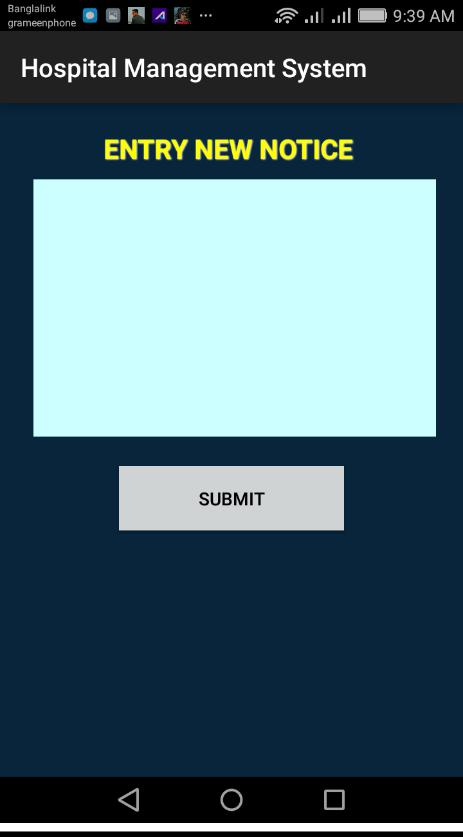 Banglalink
grameenphone
9:39 AM
Hospital Management System
ENTRY NEW NOTICE
SUBMIT